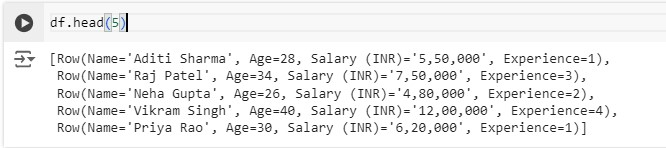 df.head(5)
[Row(Name='Aditi Sharma', Age=28, Salary (INR)='5,50,000', Experience=1),
Row(Name='Raj Patel', Age=34, Salary (INR)='7,50,000', Experience=3),
Row(Name='Neha Gupta', Age=26, Salary (INR)='4,80,000', Experience=2),
Row(Name='Vikram Singh', Age=40, Salary (INR)='12,00,000', Experience=4),
Row(Name='Priya Rao', Age=30, Salary (INR)='6,20,000', Experience=1)]